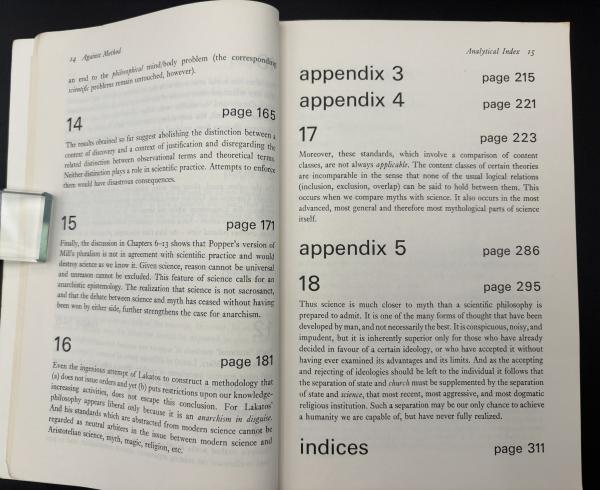 14 Against Method
an end to the philosophical mind/body problem (the corresponding
scientific problems remain untouched, however).
14 page 165
The results obtained so far suggest abolishing the distinction between a
context of discovery and a context of justification and disregarding the
related distinction between observational terms and theoretical terms.
Neither distinction plays a role in scientific practice. Attempts to enforce
them would have disastrous consequences.
15 page 171
Finally, the discussion in Chapters 6–13 shows that Popper's version of
Mill's pluralism is not in agreement with scientific practice and would
destroy science as we know it. Given science, reason cannot be universal
and unreason cannot be excluded. This feature of science calls for an
anarchistic epistemology. The realization that science is not sacrosanct,
and that the debate between science and myth has ceased without having
been won by either side, further strengthens the case for anarchism.
16 page 181
Even the ingenious attempt of Lakatos to construct a methodology that
(a) does not issue orders and yet (b) puts restrictions upon our knowledge-
increasing activities, does not escape this conclusion. For Lakatos'
philosophy appears liberal only because it is an anarchism in disguise.
And his standards which are abstracted from modern science cannot be
regarded as neutral arbiters in the issue between modern science and
Aristotelian science, myth, magic, religion, etc.
Analytical Index 15
appendix 3 page 215
appendix 4 page 221
17 page 223
Moreover, these standards, which involve a comparison of content
classes, are not always applicable. The content classes of certain theories
are incomparable in the sense that none of the usual logical relations
(inclusion, exclusion, overlap) can be said to hold between them. This
occurs when we compare myths with science. It also occurs in the most
advanced, most general and therefore most mythological parts of science
itself.
appendix 5 page 286
18 page 295
Thus science is much closer to myth than a scientific philosophy is
prepared to admit. It is one of the many forms of thought that have been
developed by man, and not necessarily the best. It is conspicuous, noisy, and
impudent, but it is inherently superior only for those who have already
decided in favour of a certain ideology, or who have accepted it without
having ever examined its advantages and its limits. And as the accepting
and rejecting of ideologies should be left to the individual it follows that
the separation of state and church must be supplemented by the separation
of state and science, that most recent, most aggressive, and most dogmatic
religious institution. Such a separation may be our only chance to achieve
a humanity we are capable of, but have never fully realized.
indices page 311